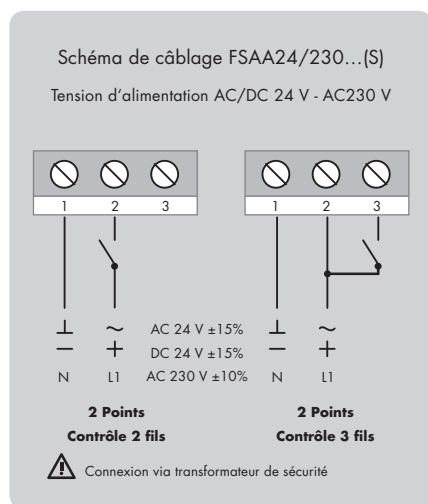 Schéma de câblage FSAA24/230...(S)
Tension d‘alimentation AC/DC 24 V - AC230 V
1 2 3 1 2 3
⊥ ~ AC 24 V ±15% ⊥ ~
− + DC 24 V ±15% − +
N L1 AC 230 V ±10% N L1
2 Points 2 Points
Contrôle 2 fils Contrôle 3 fils
Connexion via transformateur de sécurité